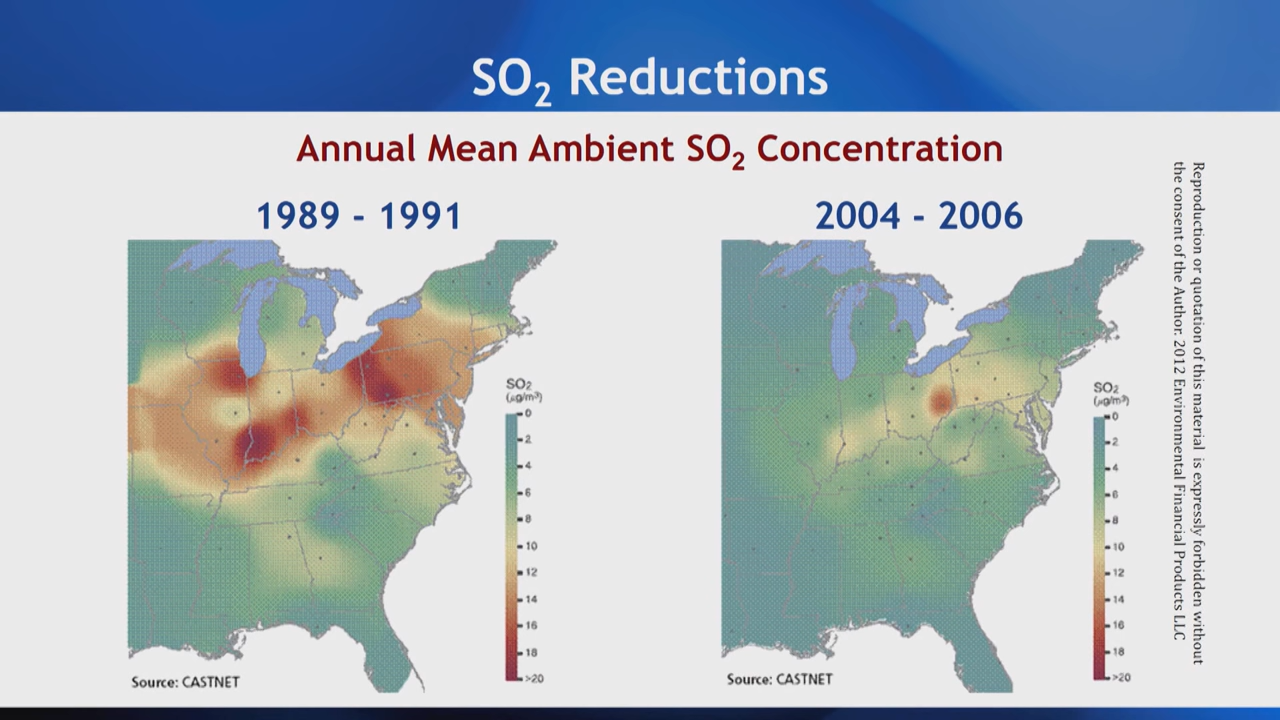 SO₂ Reductions
Annual Mean Ambient SO₂ Concentration
1989 - 1991
2004 - 2006
SO₂
(µg/m³)
0
2
4
6
8
10
12
14
16
18
>20
Source: CASTNET
SO₂
(µg/m³)
0
2
4
6
8
10
12
14
16
18
>20
Source: CASTNET
Reproduction or quotation of this material is expressly forbidden without
the consent of the Author. 2012 Environmental Financial Products LLC